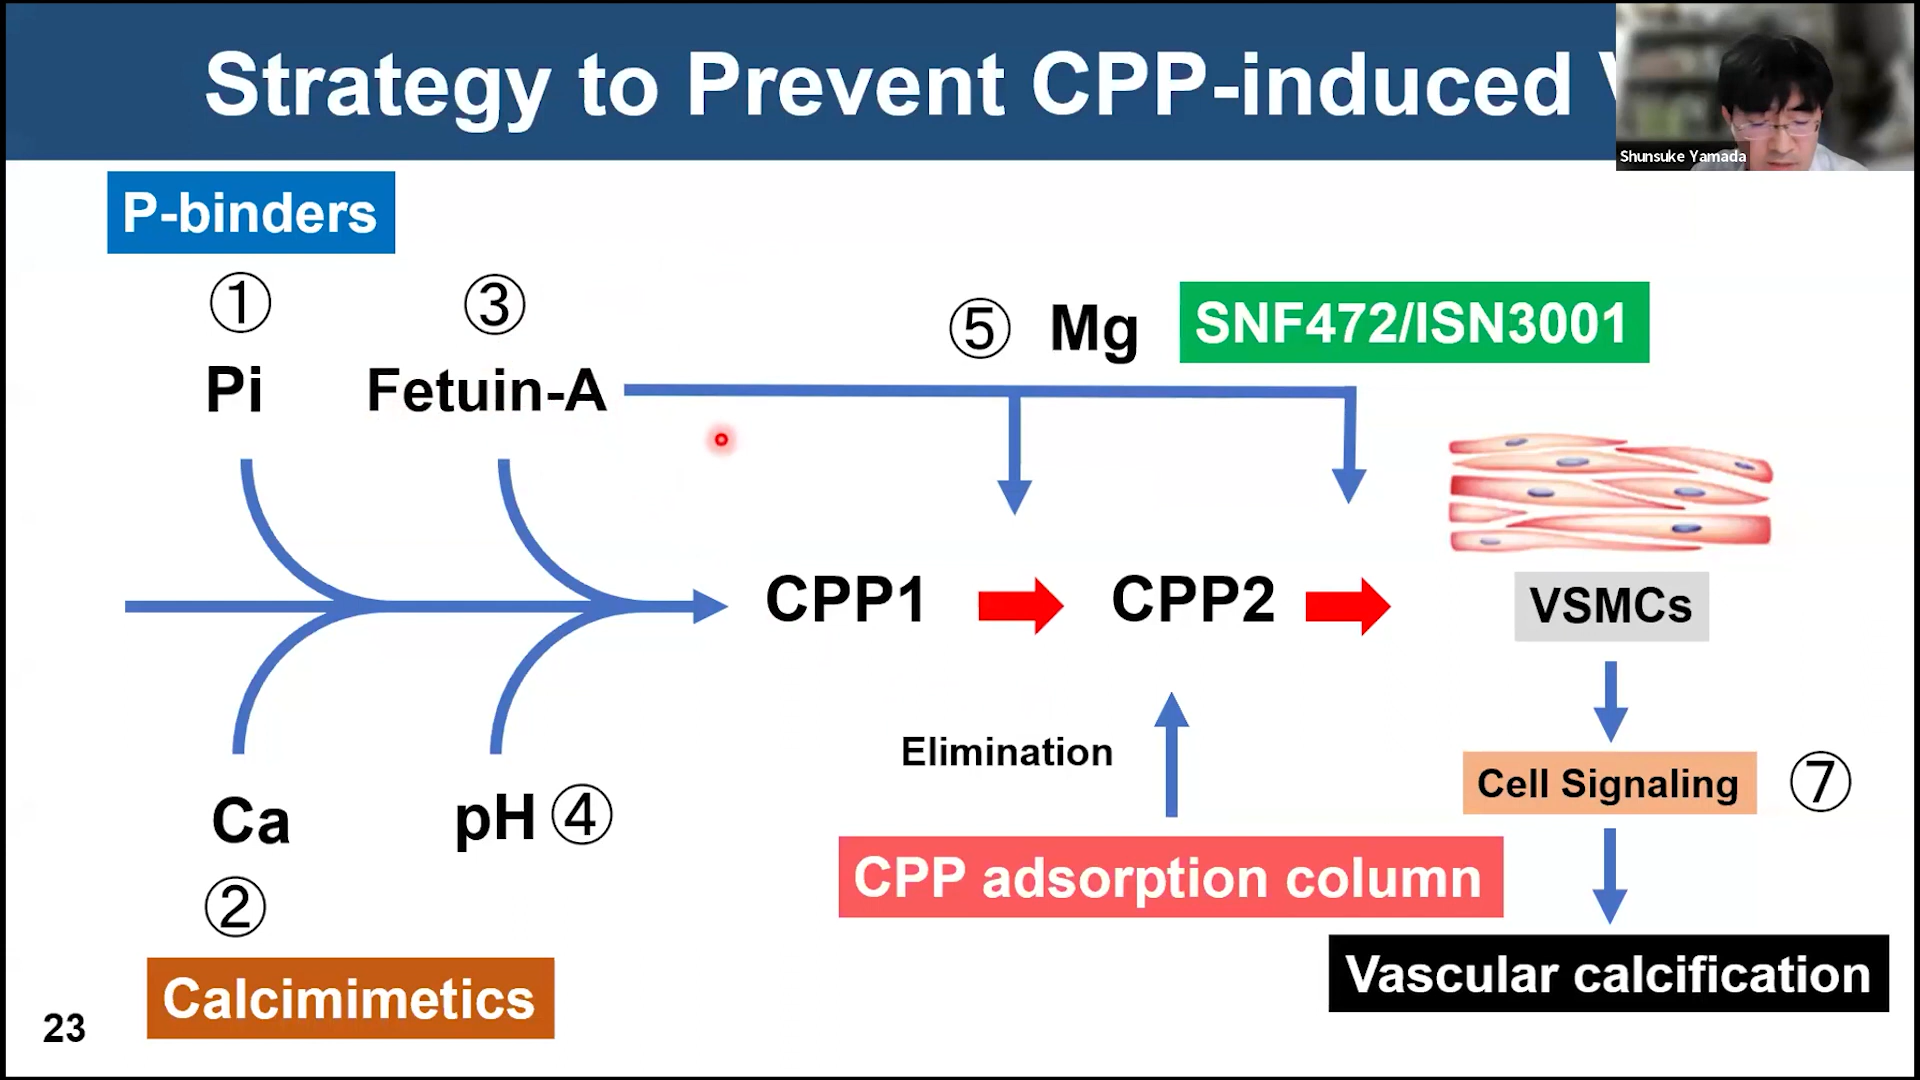 Strategy to Prevent CPP-induced
Shunsuke Yamada
P-binders
①
③
⑤ Mg
SNF472/ISN3001
Pi
Fetuin-A
CPP1
CPP2
VSMCs
Elimination
Cell Signaling
⑦
Ca
pH ④
CPP adsorption column
②
Vascular calcification
Calcimimetics
23